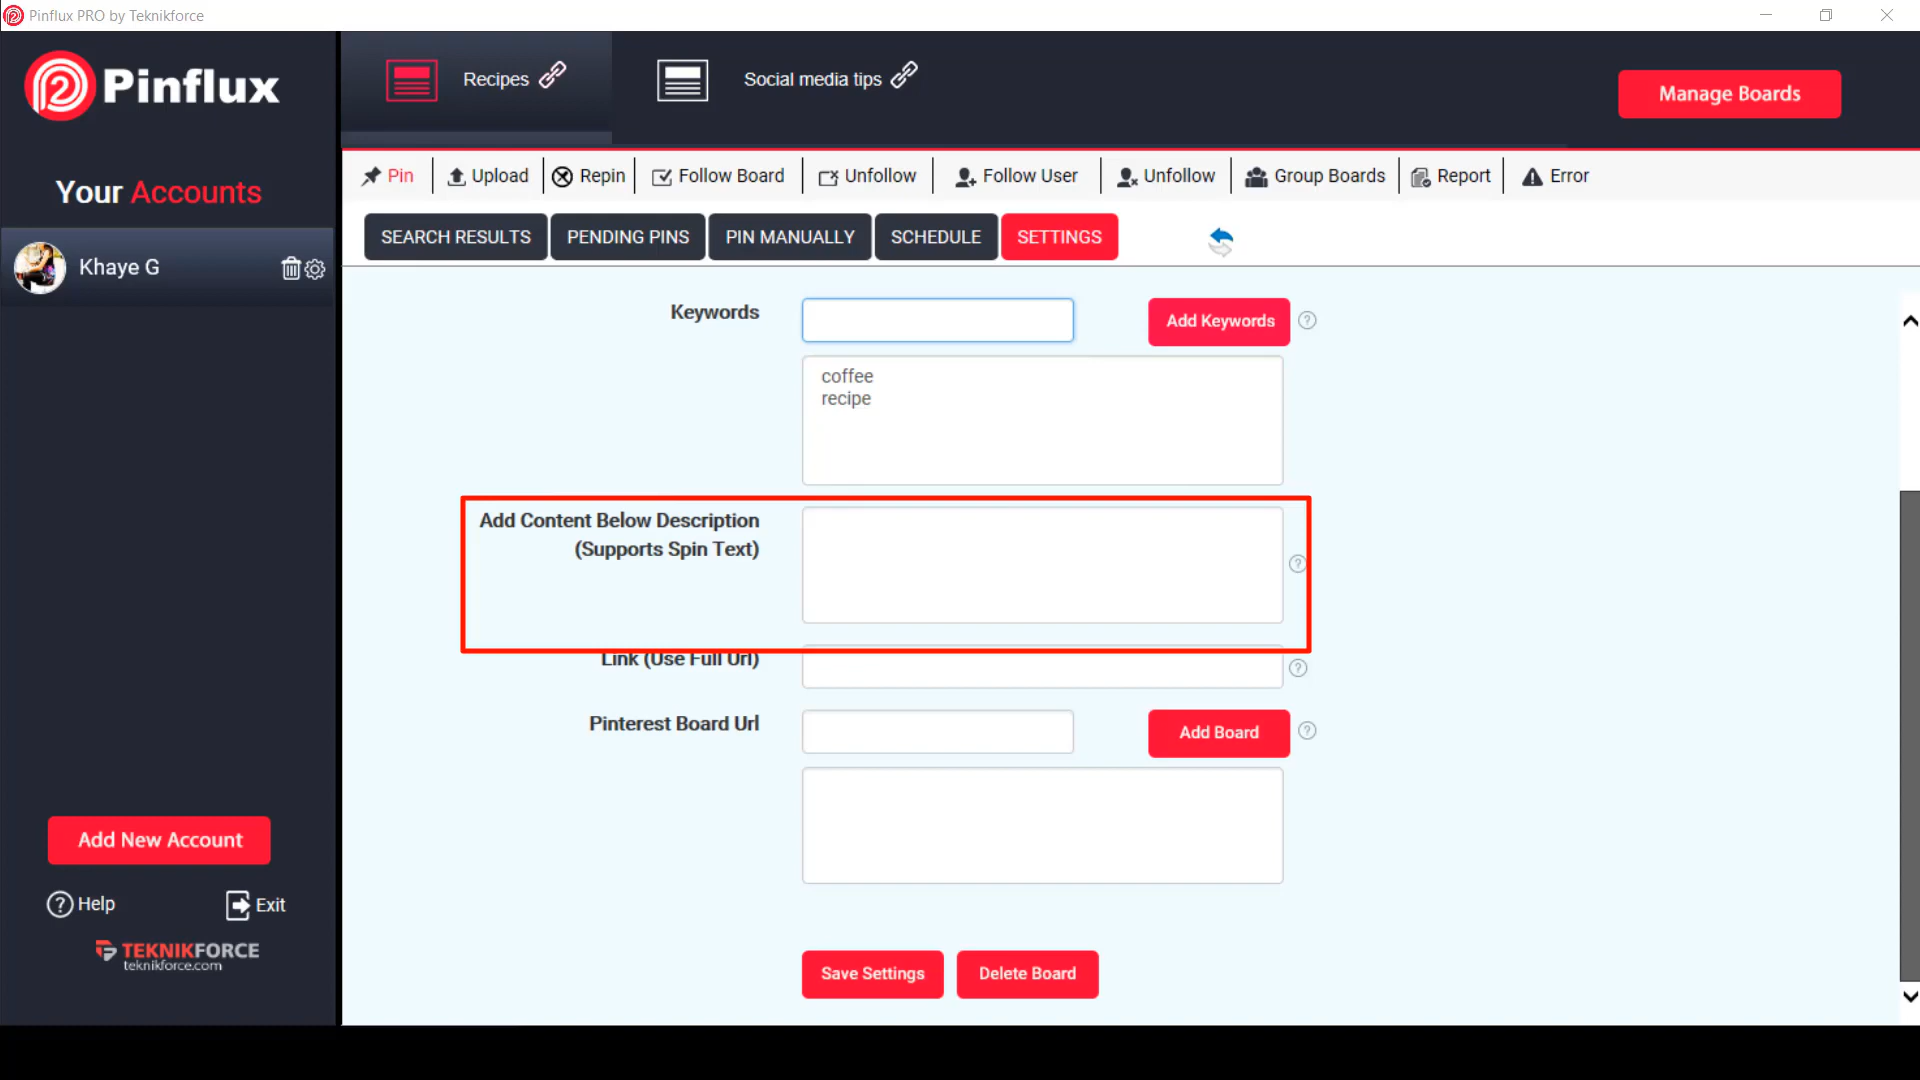 Pinflux PRO by Teknikforce
Pinflux
Recipes
Social media tips
Manage Boards
Your Accounts
Khaye G
Pin
Upload
Repin
Follow Board
Unfollow
Follow User
Unfollow
Group Boards
Report
Error
SEARCH RESULTS
PENDING PINS
PIN MANUALLY
SCHEDULE
SETTINGS
Keywords
Add Keywords
?
coffee
recipe
Add Content Below Description
(Supports Spin Text)
?
Link (Use Full Url)
?
Pinterest Board Url
Add Board
?
Save Settings
Delete Board
Add New Account
? Help
Exit
TEKNIKFORCE
teknikforce.com